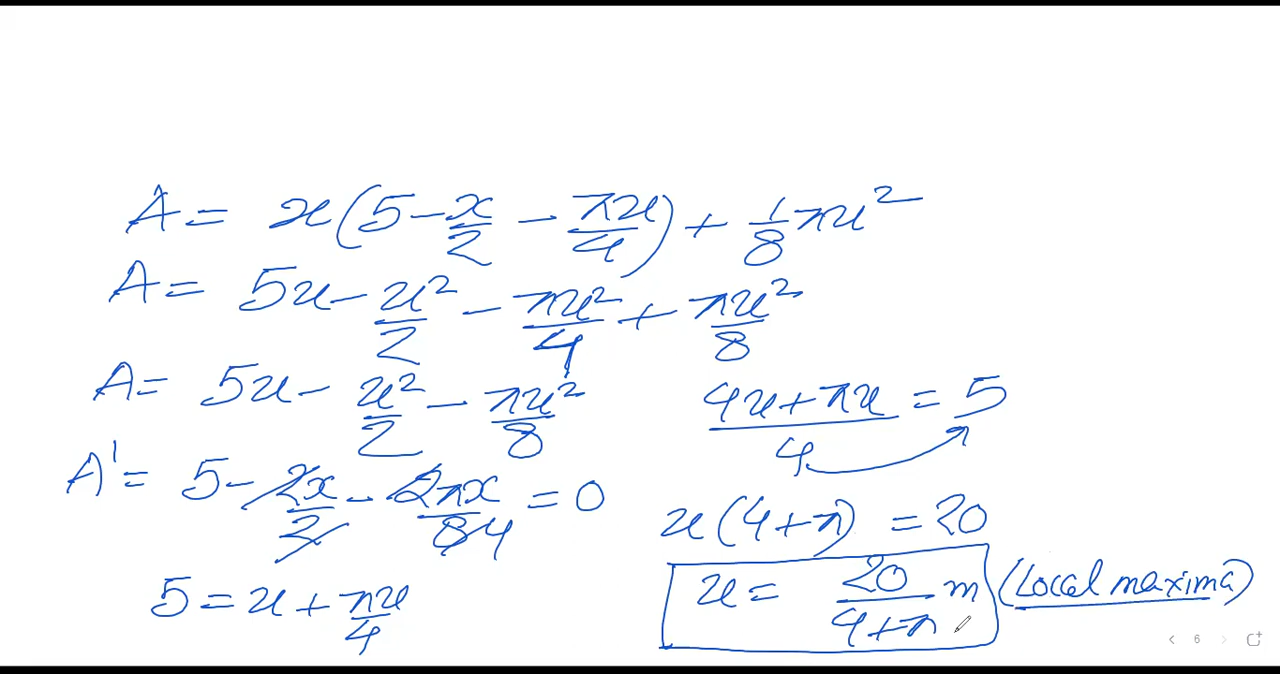 A = x(5 - x/2 - πx/4) + 1/8 πx²
A = 5x - x²/2 - πx²/4 + πx²/8
A = 5x - x²/2 - πx²/8
A' = 5 - 2x/2 - 2πx/84 = 0
5 = x + πx/4
4x + πx/4 = 5
x(4 + π) = 20
x = 20/4+π m (Local maxima)
6